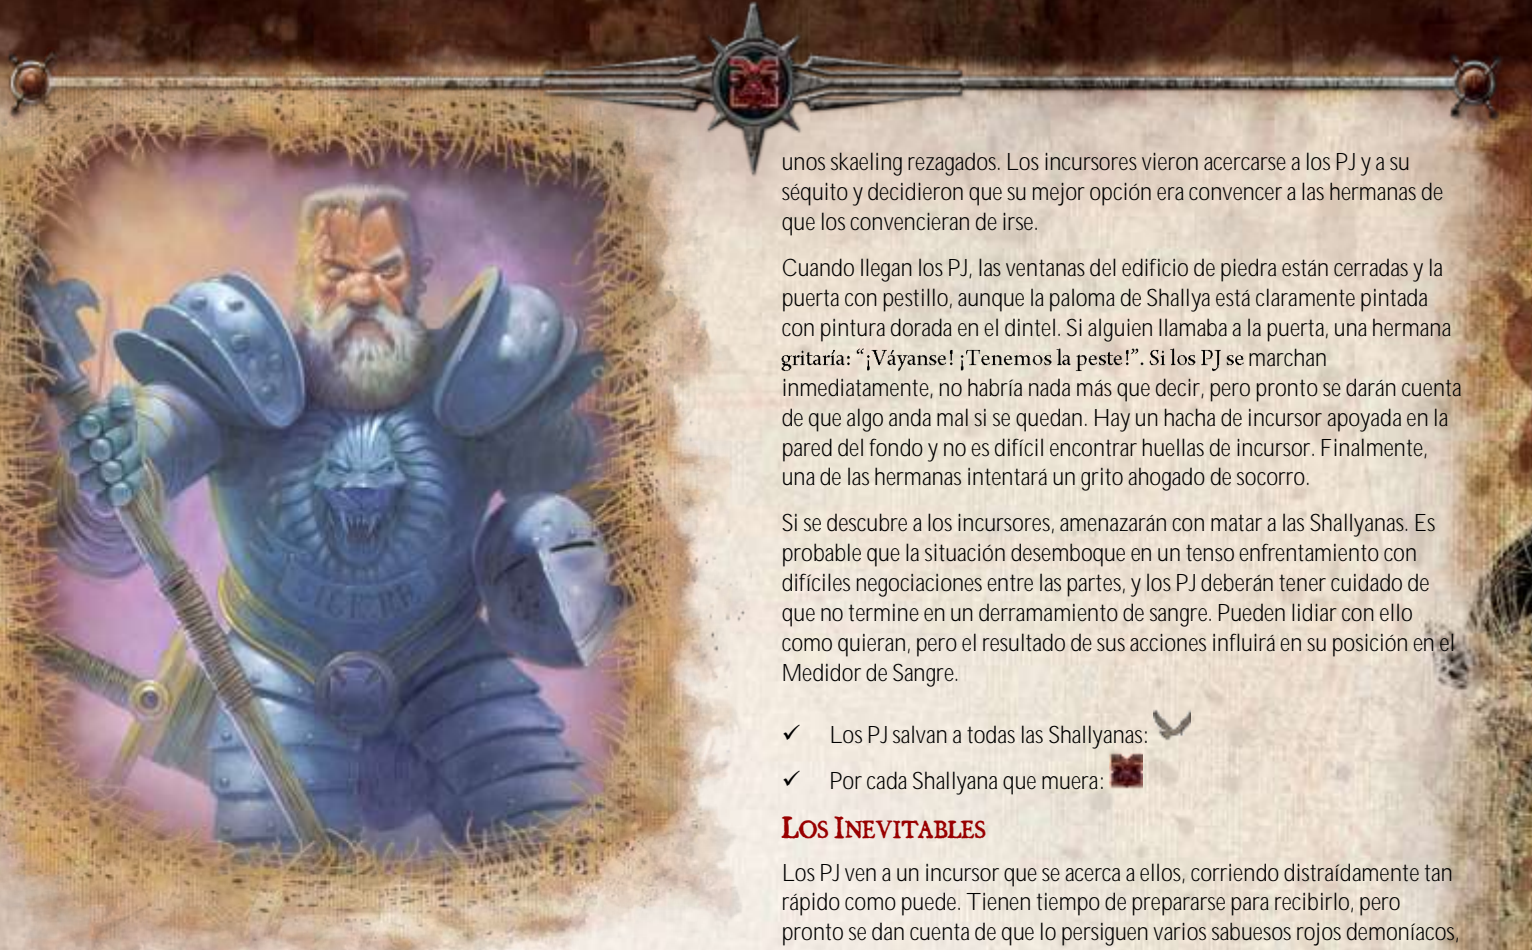 unos skaeling rezagados. Los incursores vieron acercarse a los PJ y a su
séquito y decidieron que su mejor opción era convencer a las hermanas de
que los convencieran de irse.
Cuando llegan los PJ, las ventanas del edificio de piedra están cerradas y la
puerta con pestillo, aunque la paloma de Shallya está claramente pintada
con pintura dorada en el dintel. Si alguien llamaba a la puerta, una hermana
gritaría: “¡Váyanse! ¡Tenemos la peste!”. Si los PJ se marchan
inmediatamente, no habría nada más que decir, pero pronto se darán cuenta
de que algo anda mal si se quedan. Hay un hacha de incursor apoyada en la
pared del fondo y no es difícil encontrar huellas de incursor. Finalmente,
una de las hermanas intentará un grito ahogado de socorro.
Si se descubre a los incursores, amenazarán con matar a las Shallyanas. Es
probable que la situación desemboque en un tenso enfrentamiento con
difíciles negociaciones entre las partes, y los PJ deberán tener cuidado de
que no termine en un derramamiento de sangre. Pueden lidiar con ello
como quieran, pero el resultado de sus acciones influirá en su posición en el
Medidor de Sangre.
✓ Los PJ salvan a todas las Shallyanas:
✓ Por cada Shallyana que muera:
LOS INEVITABLES
Los PJ ven a un incursor que se acerca a ellos, corriendo distraídamente tan
rápido como puede. Tienen tiempo de prepararse para recibirlo, pero
pronto se dan cuenta de que lo persiguen varios sabuesos rojos demoníacos,